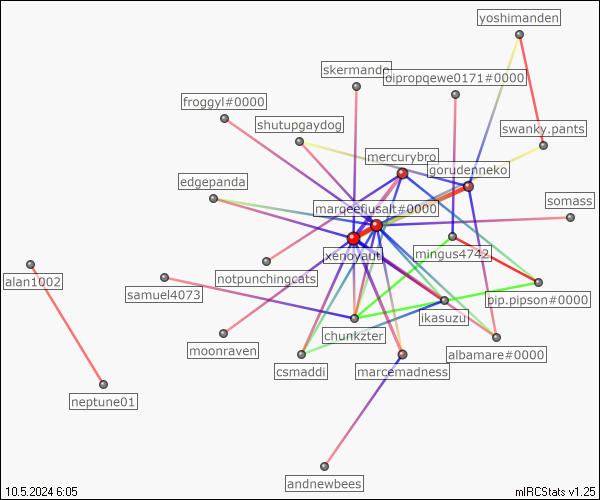 yoshimanden
skermando
oipropqewe0171#0000
froggyl#0000
shutupgaydog
swanky.pants
mercurybro
gorudenneko
edgepanda
somass
margeefiusalt#0000
xenoyaut
mingus4742
alan1002
notpunchingcats
samuel4073
pip.pipson#0000
ikasuzu
chunkzter
moonraven
albamare#0000
csmaddi
marcemadness
neptune01
andnewbees
10.5.2024 6:05
mIRCStats v1.25